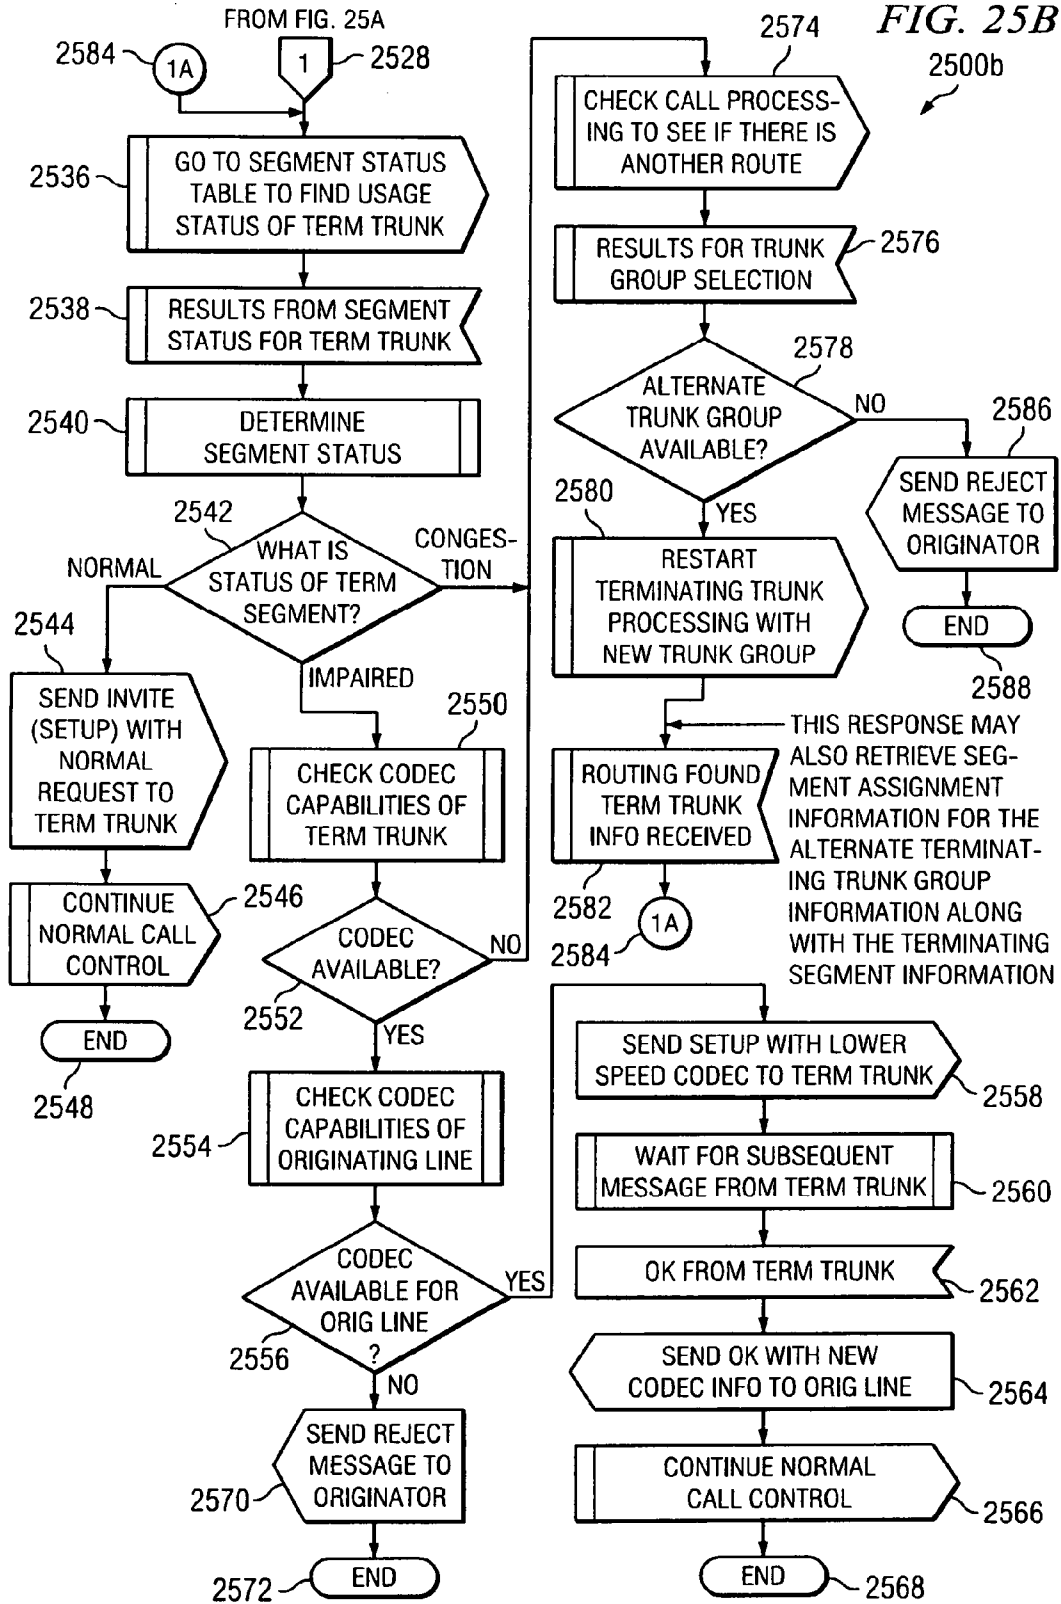 FIG. 25B
2500b
FROM FIG. 25A
2584
1A
1
2528
2536
GO TO SEGMENT STATUS
TABLE TO FIND USAGE
STATUS OF TERM TRUNK
2538
RESULTS FROM SEGMENT
STATUS FOR TERM TRUNK
2540
DETERMINE
SEGMENT STATUS
2542
WHAT IS
STATUS OF TERM
SEGMENT?
NORMAL
CONGES-
TION
IMPAIRED
2544
SEND INVITE
(SETUP) WITH
NORMAL
REQUEST TO
TERM TRUNK
2546
CONTINUE
NORMAL CALL
CONTROL
END
2548
2550
CHECK CODEC
CAPABILITIES OF
TERM TRUNK
CODEC
AVAILABLE?
NO
2552
YES
2554
CHECK CODEC
CAPABILITIES OF
ORIGINATING LINE
CODEC
AVAILABLE FOR
ORIG LINE
?
YES
2556
NO
SEND REJECT
MESSAGE TO
ORIGINATOR
2570
END
2572
2574
CHECK CALL PROCESS-
ING TO SEE IF THERE IS
ANOTHER ROUTE
RESULTS FOR TRUNK
GROUP SELECTION
2576
2578
ALTERNATE
TRUNK GROUP
AVAILABLE?
NO
YES
2586
SEND REJECT
MESSAGE TO
ORIGINATOR
END
2588
2580
RESTART
TERMINATING TRUNK
PROCESSING WITH
NEW TRUNK GROUP
ROUTING FOUND
TERM TRUNK
INFO RECEIVED
2582
1A
2584
THIS RESPONSE MAY
ALSO RETRIEVE SEG-
MENT ASSIGNMENT
INFORMATION FOR THE
ALTERNATE TERMINAT-
ING TRUNK GROUP
INFORMATION ALONG
WITH THE TERMINATING
SEGMENT INFORMATION
SEND SETUP WITH LOWER
SPEED CODEC TO TERM TRUNK
2558
WAIT FOR SUBSEQUENT
MESSAGE FROM TERM TRUNK
2560
OK FROM TERM TRUNK
2562
SEND OK WITH NEW
CODEC INFO TO ORIG LINE
2564
CONTINUE NORMAL
CALL CONTROL
2566
END
2568